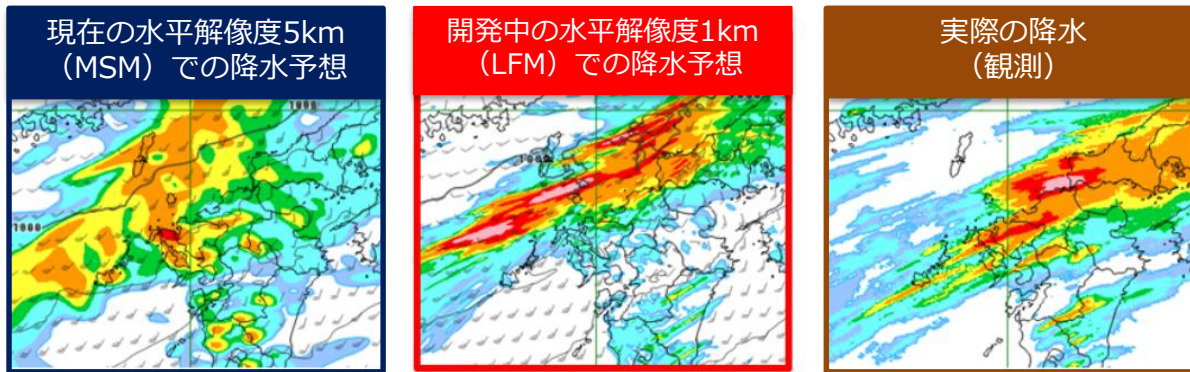 現在の水平解像度5km
（MSM）での降水予想
開発中の水平解像度1km
（LFM）での降水予想
実際の降水
（観測）
1000
1000